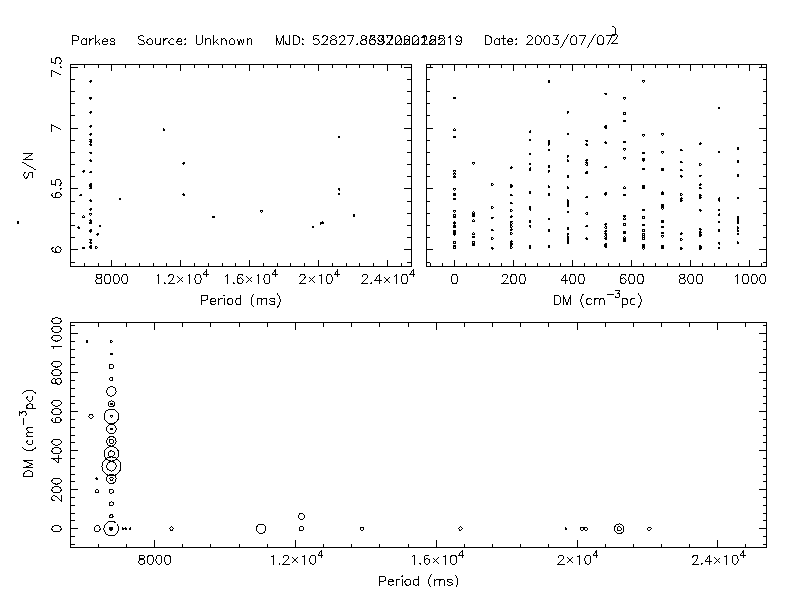 Parkes Source: Unknown MJD: Date: 2003/07/
S/N
7.5
7
6.5
6
8000 1.2×10⁴ 1.6×10⁴ 2×10⁴ 2.4×10⁴
Period (ms)
0 200 400 600 800 1000
DM (cm⁻³pc)
DM (cm⁻³pc)
1000
800
600
400
200
0
8000 1.2×10⁴ 1.6×10⁴ 2×10⁴ 2.4×10⁴
Period (ms)